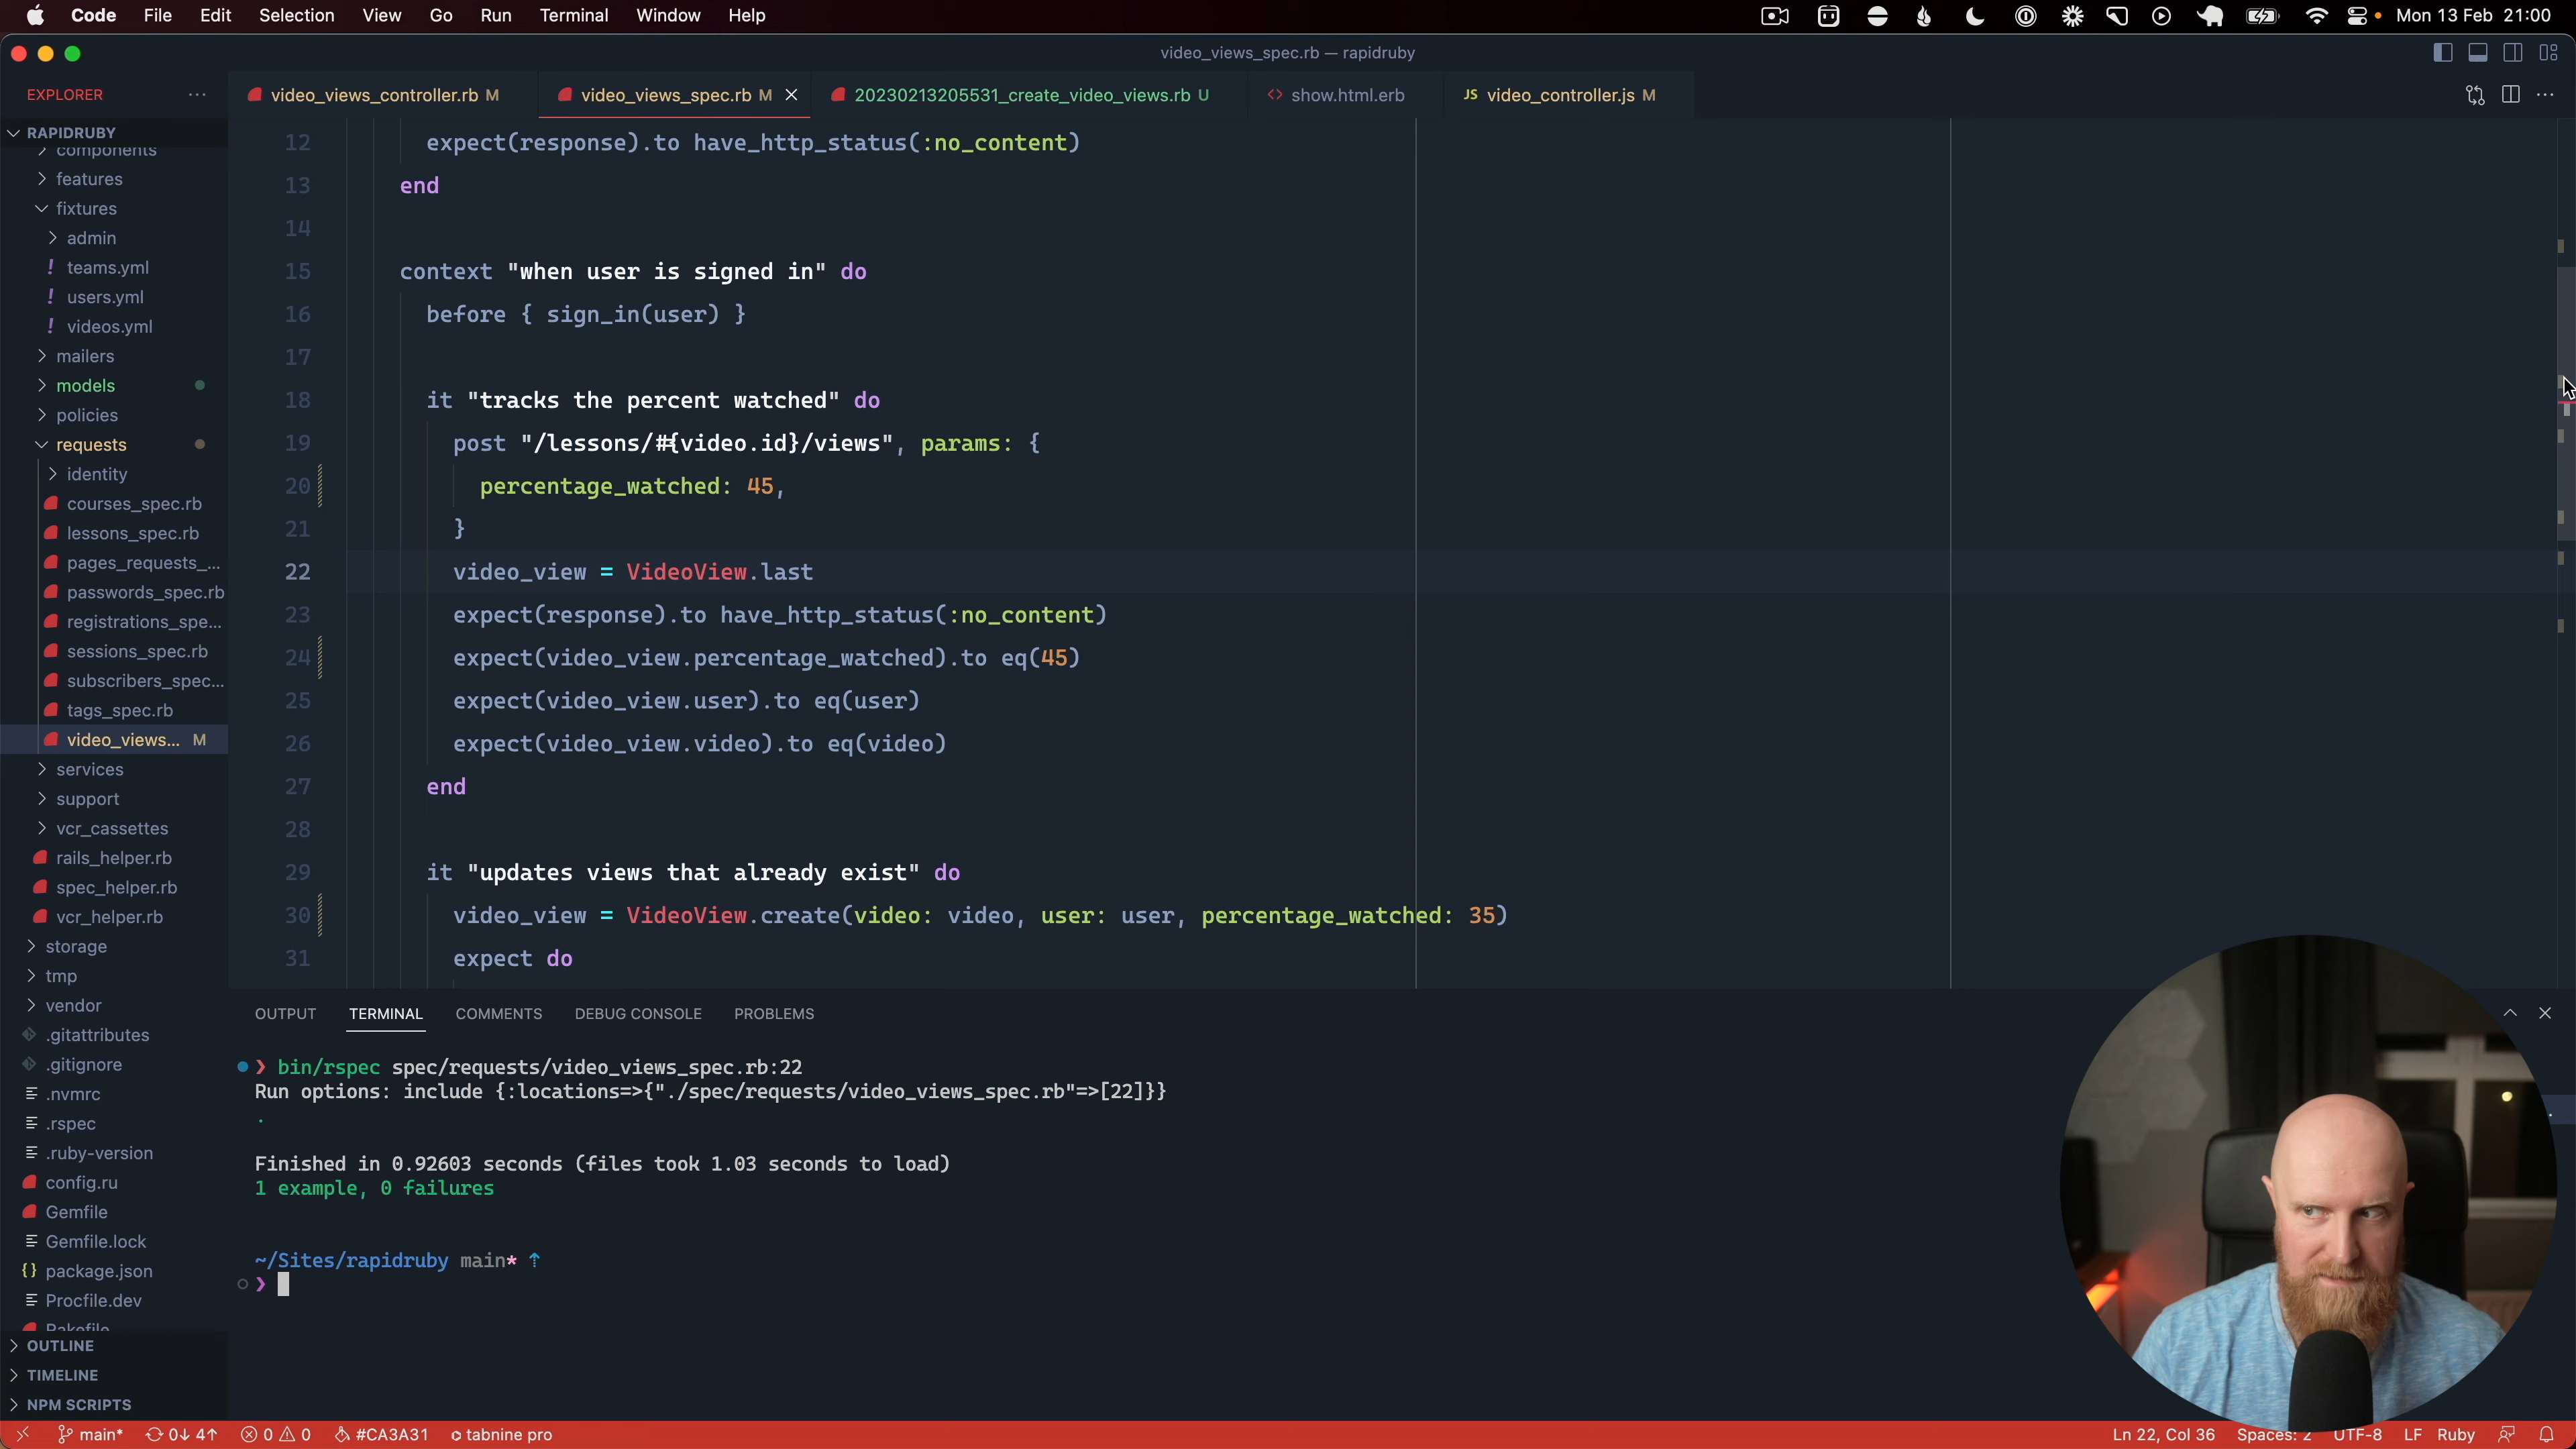 Code File Edit Selection View Go Run Terminal Window Help
Mon 13 Feb 21:00
video_views_spec.rb — rapidruby
EXPLORER
video_views_controller.rb M
video_views_spec.rb M
20230213205531_create_video_views.rb U
<> show.html.erb
JS video_controller.js M
RAPIDRUBY
components
features
fixtures
admin
! teams.yml
! users.yml
! videos.yml
mailers
models
policies
requests
identity
courses_spec.rb
lessons_spec.rb
pages_requests_...
passwords_spec.rb
registrations_spe...
sessions_spec.rb
subscribers_spec...
tags_spec.rb
video_views... M
services
support
vcr_cassettes
rails_helper.rb
spec_helper.rb
vcr_helper.rb
storage
tmp
vendor
.gitattributes
.gitignore
.nvmrc
.rspec
.ruby-version
config.ru
Gemfile
Gemfile.lock
{} package.json
Procfile.dev
Rakefile
OUTLINE
TIMELINE
NPM SCRIPTS
12 expect(response).to have_http_status(:no_content)
13 end
14
15 context "when user is signed in" do
16 before { sign_in(user) }
17
18 it "tracks the percent watched" do
19 post "/lessons/#{video.id}/views", params: {
20 percentage_watched: 45,
21 }
22 video_view = VideoView.last
23 expect(response).to have_http_status(:no_content)
24 expect(video_view.percentage_watched).to eq(45)
25 expect(video_view.user).to eq(user)
26 expect(video_view.video).to eq(video)
27 end
28
29 it "updates views that already exist" do
30 video_view = VideoView.create(video: video, user: user, percentage_watched: 35)
31 expect do
OUTPUT TERMINAL COMMENTS DEBUG CONSOLE PROBLEMS
❯ bin/rspec spec/requests/video_views_spec.rb:22
Run options: include {:locations=>{"./spec/requests/video_views_spec.rb"=>[22]}}
.
Finished in 0.92603 seconds (files took 1.03 seconds to load)
1 example, 0 failures
~/Sites/rapidruby main* ⇡
❯
main* 0↓ 4↑ 0 0 #CA3A31 tabnine pro
Ln 22, Col 36 Spaces: 2 UTF-8 LF Ruby